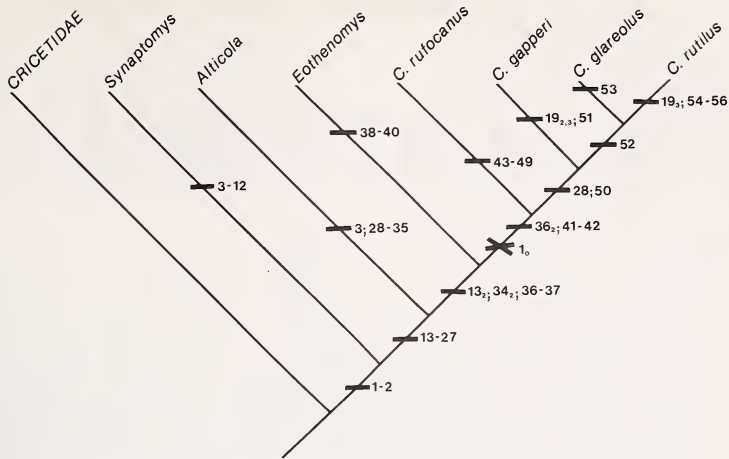 CRICETIDAE
Synaptomys
Alticola
Eothenomys
C. rufocanus
C. gapperi
C. glareolus
C. rutilus
53
19₃; 54-56
19₂,₃; 51
38-40
52
43-49
3-12
28; 50
3; 28-35
36₂; 41-42
1₀
13₂; 34₂; 36-37
13-27
1-2